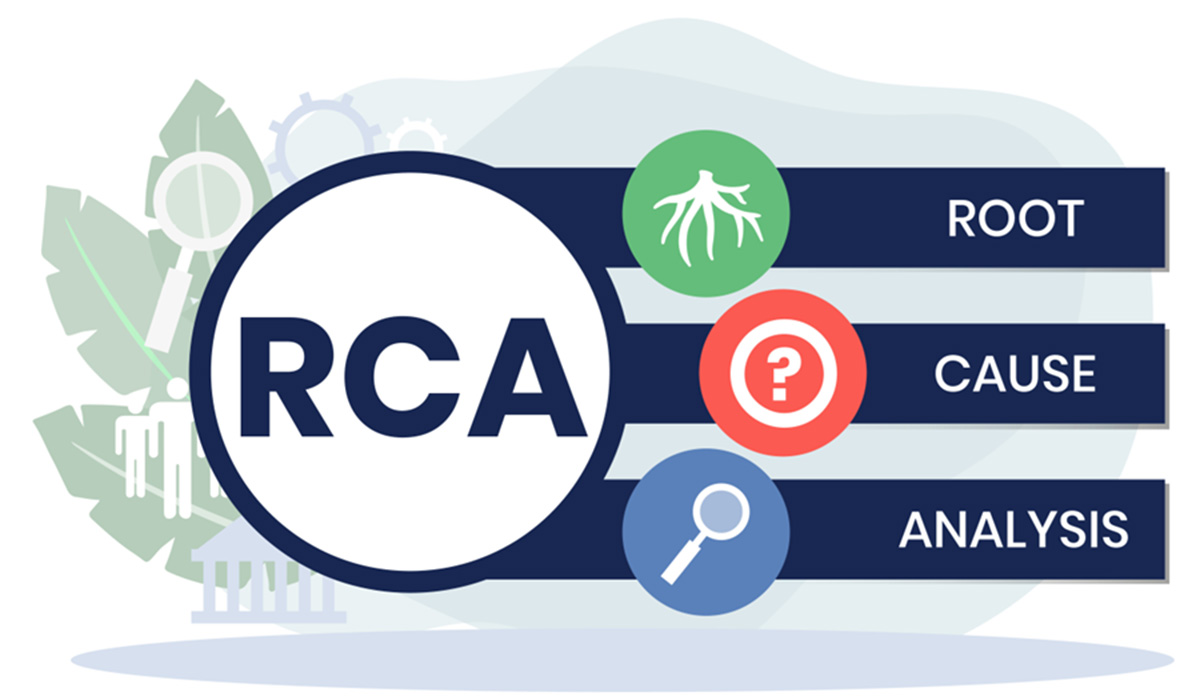 RCA
ROOT
?
CAUSE
ANALYSIS